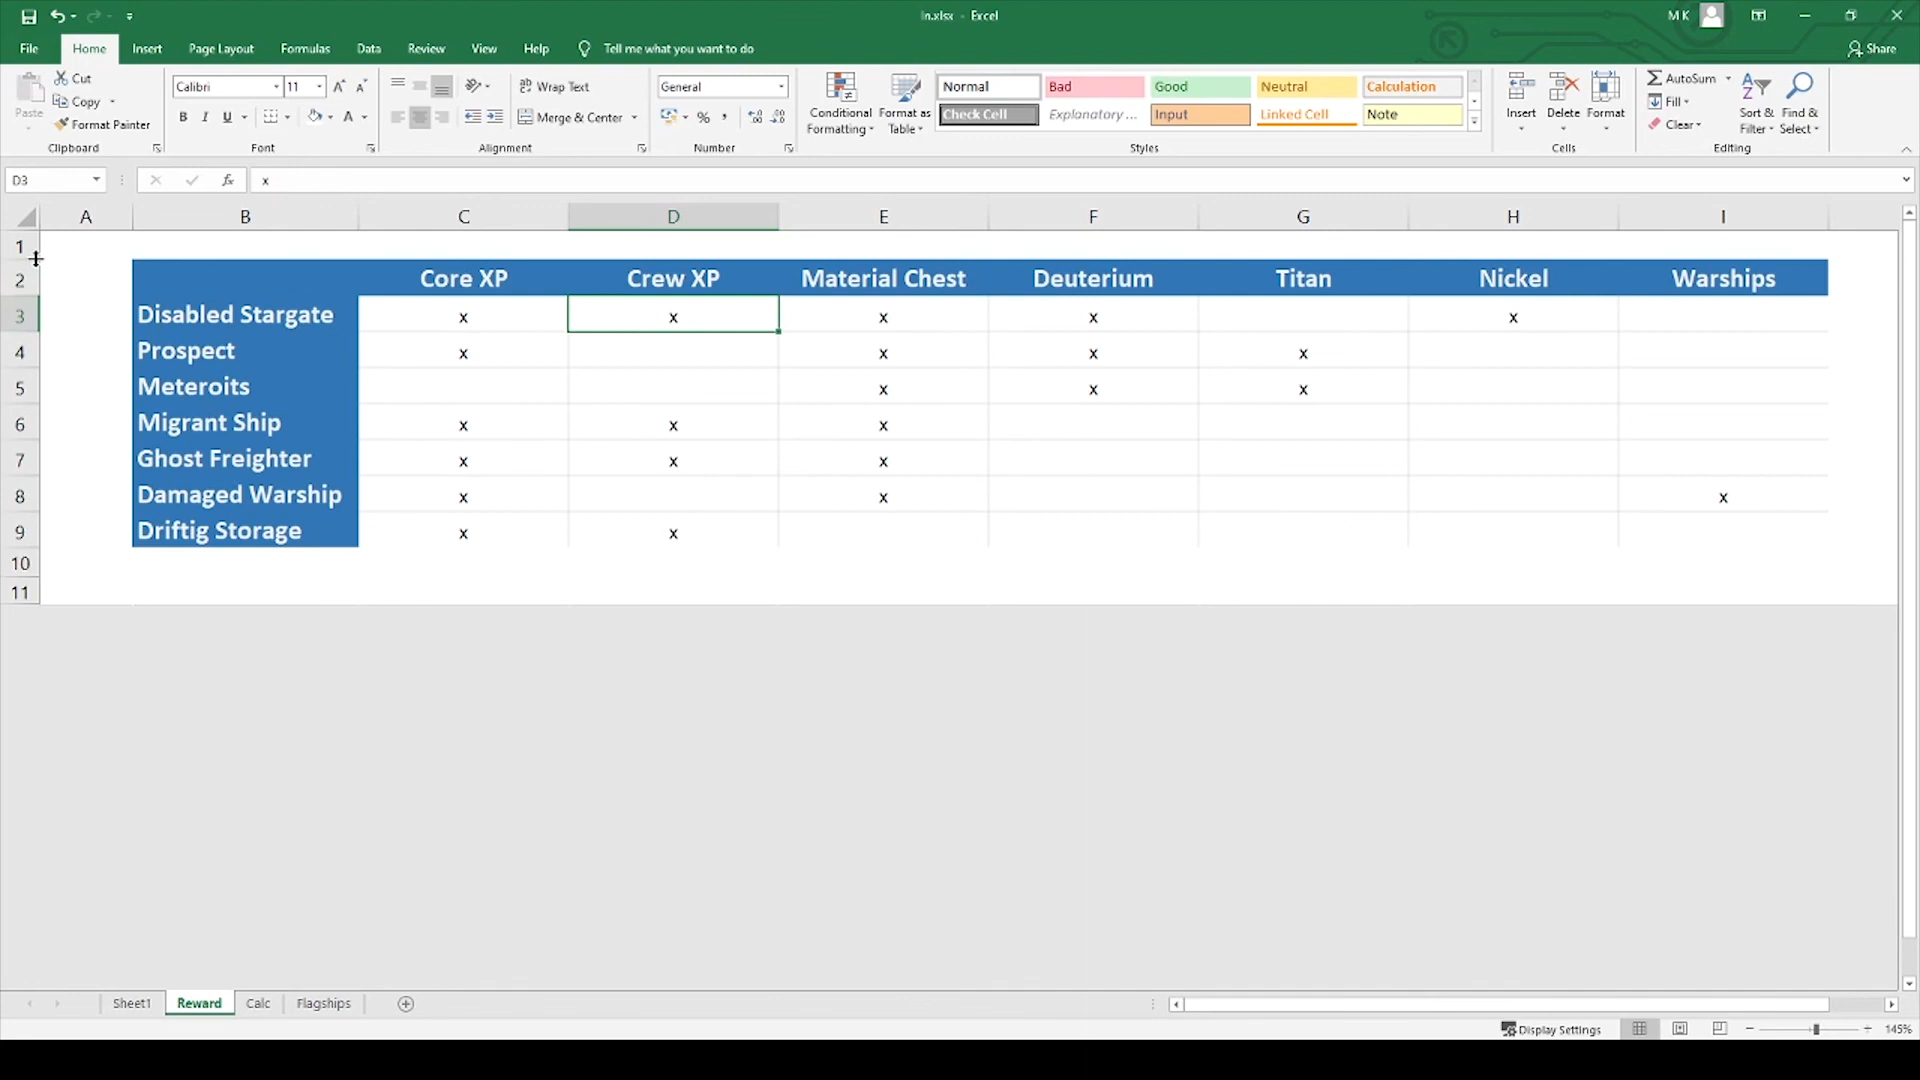 ln.xlsx - Excel
M K
File Home Insert Page Layout Formulas Data Review View Help Tell me what you want to do Share
Paste
Cut
Copy
Format Painter
Clipboard
Calibri 11
B I U
Font
Wrap Text
Merge & Center
Alignment
General
%
Number
Conditional Formatting
Format as Table
Normal Bad Good Neutral Calculation
Check Cell Explanatory ... Input Linked Cell Note
Styles
Insert Delete Format
Cells
AutoSum
Fill
Clear
Sort & Filter
Find & Select
Editing
D3 fx x
A B C D E F G H I
1
2 Core XP Crew XP Material Chest Deuterium Titan Nickel Warships
3 Disabled Stargate x x x x x
4 Prospect x x x x
5 Meteroits x x x
6 Migrant Ship x x x
7 Ghost Freighter x x x
8 Damaged Warship x x x
9 Driftig Storage x x
10
11
Sheet1 Reward Calc Flagships
Display Settings 145%